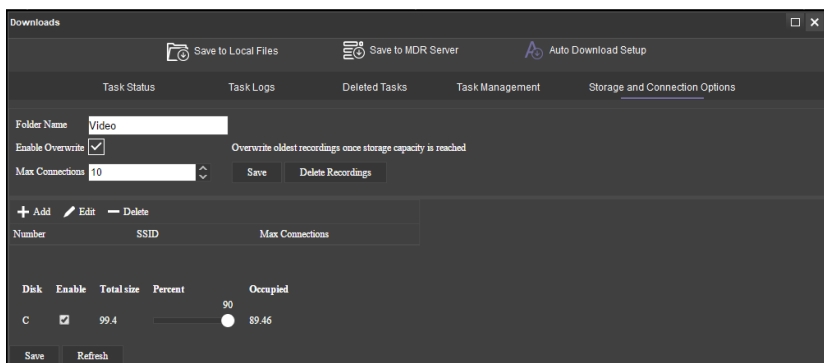 Downloads
Save to Local Files Save to MDR Server Auto Download Setup
Task Status Task Logs Deleted Tasks Task Management Storage and Connection Options
Folder Name Video
Enable Overwrite Overwrite oldest recordings once storage capacity is reached
Max Connections 10 Save Delete Recordings
Add Edit Delete
Number SSID Max Connections
Disk Enable Total size Percent Occupied
90
C 99.4 89.46
Save Refresh